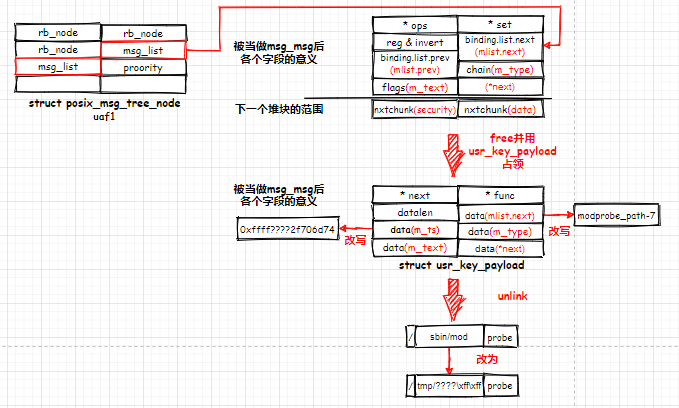 rb_node rb_node
rb_node msg_list
msg_list proority
struct posix_msg_tree_node
uaf1
被当做msg_msg后
各个字段的意义
* ops * set
reg & invert binding.list.next
(mlist.next)
binding.list.prev
(mlist.prev) chain(m_type)
flags(m_text) (*next)
下一个堆块的范围
nxtchunk(security) nxtchunk(data)
free并用
usr_key_payload
占领
被当做msg_msg后
各个字段的意义
* next * func
datalen data(mlist.next)
data(m_ts) data(m_type)
data(m_text) data(*next)
struct usr_key_payload
0xffff????2f706d74
改写
改写
modprobe_path-7
unlink
/ sbin/mod probe
改为
/ tmp/????\xff\xff probe